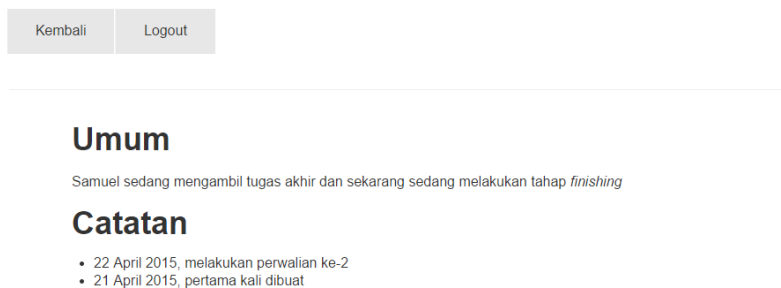 Kembali Logout
Umum
Samuel sedang mengambil tugas akhir dan sekarang sedang melakukan tahap finishing
Catatan
• 22 April 2015, melakukan perwalian ke-2
• 21 April 2015, pertama kali dibuat